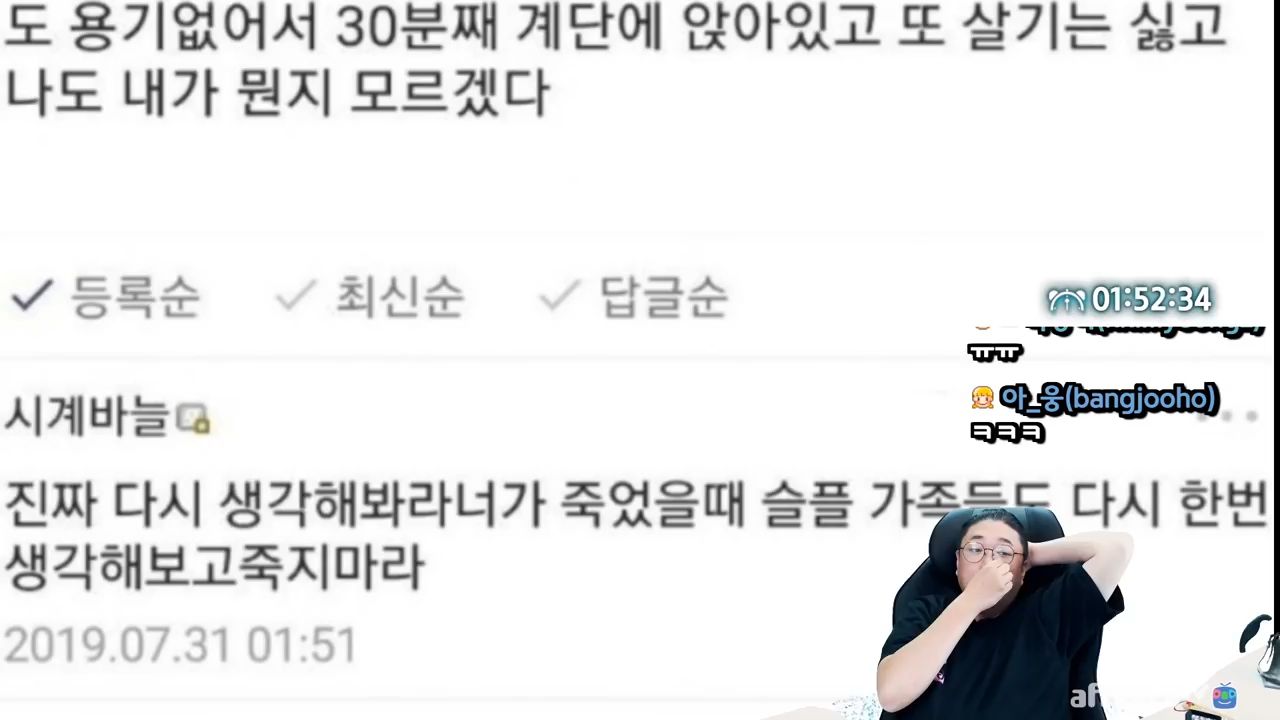 도 용기없어서 30분째 계단에 앉아있고 또 살기는 싫고
나도 내가 뭔지 모르겠다
등록순 최신순 답글순
01:52:34
ㅠㅠ
시계바늘
아_웅(bangjooho)
ㅋㅋㅋ
진짜 다시 생각해봐라너가 죽었을때 슬플 가족들도 다시 한번
생각해보고죽지마라
2019.07.31 01:51